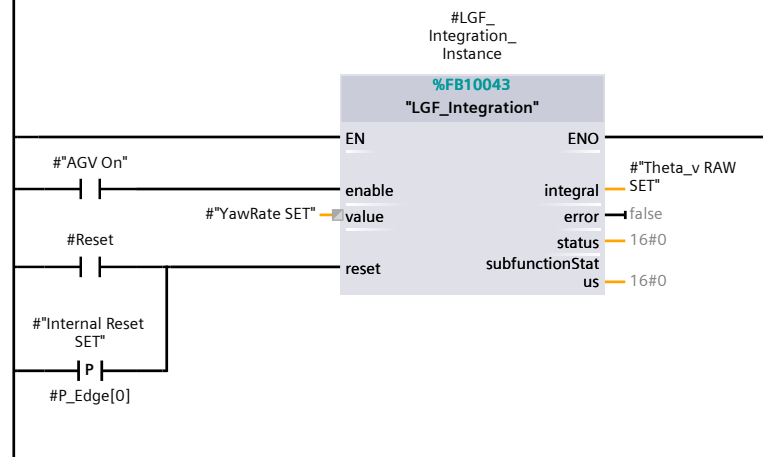 #LGF_
Integration_
Instance
%FB10043
"LGF_Integration"
EN
ENO
#"AGV On"
enable
integral
#"Theta_v RAW
SET"
#"YawRate SET"
value
error
false
#Reset
status
16#0
reset
subfunctionStat
us
16#0
#"Internal Reset
SET"
P
#P_Edge[0]